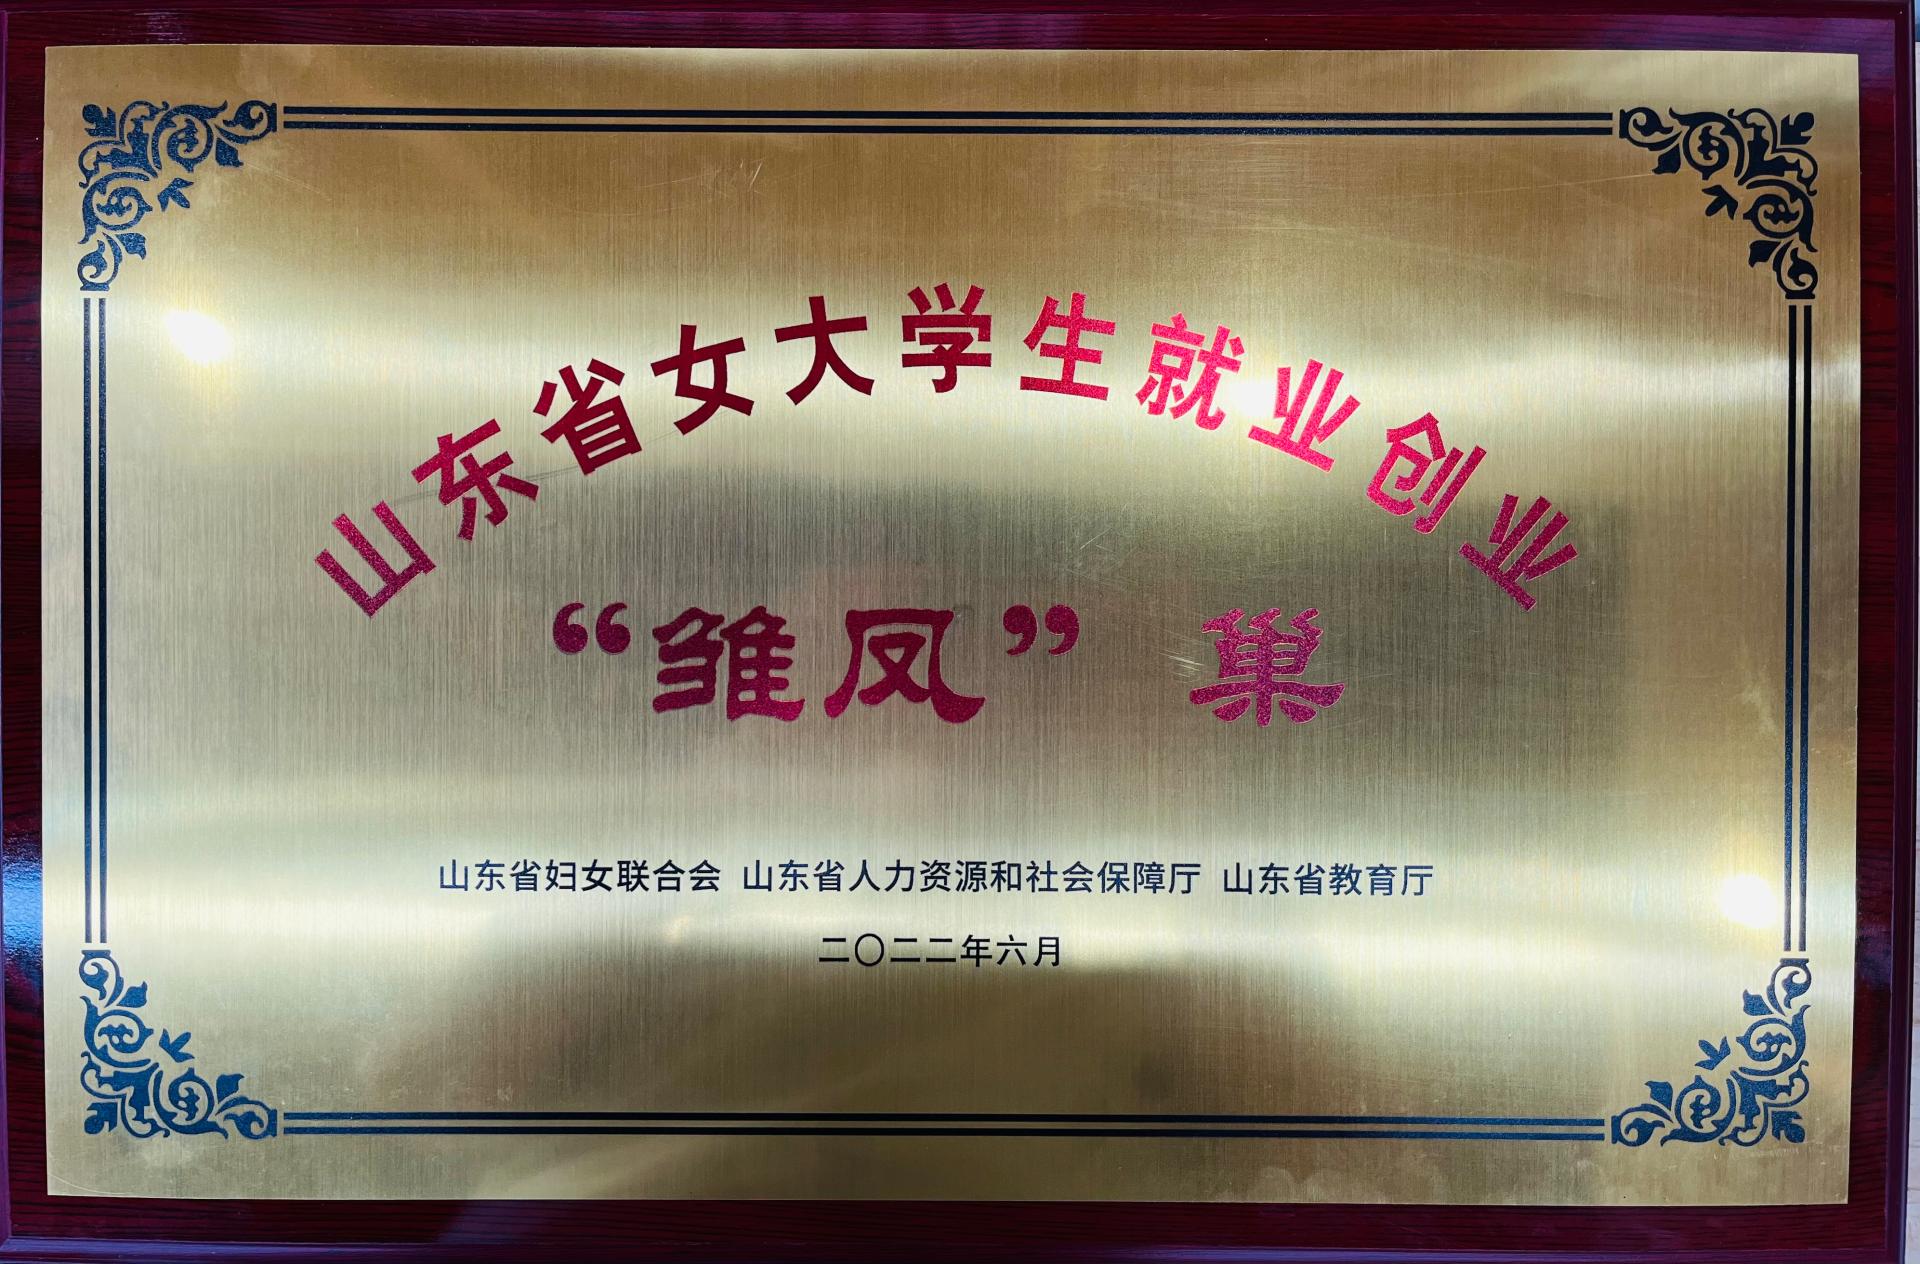 山东省女大学生就业创业
“雏凤”巢
山东省妇女联合会 山东省人力资源和社会保障厅 山东省教育厅
二〇二二年六月